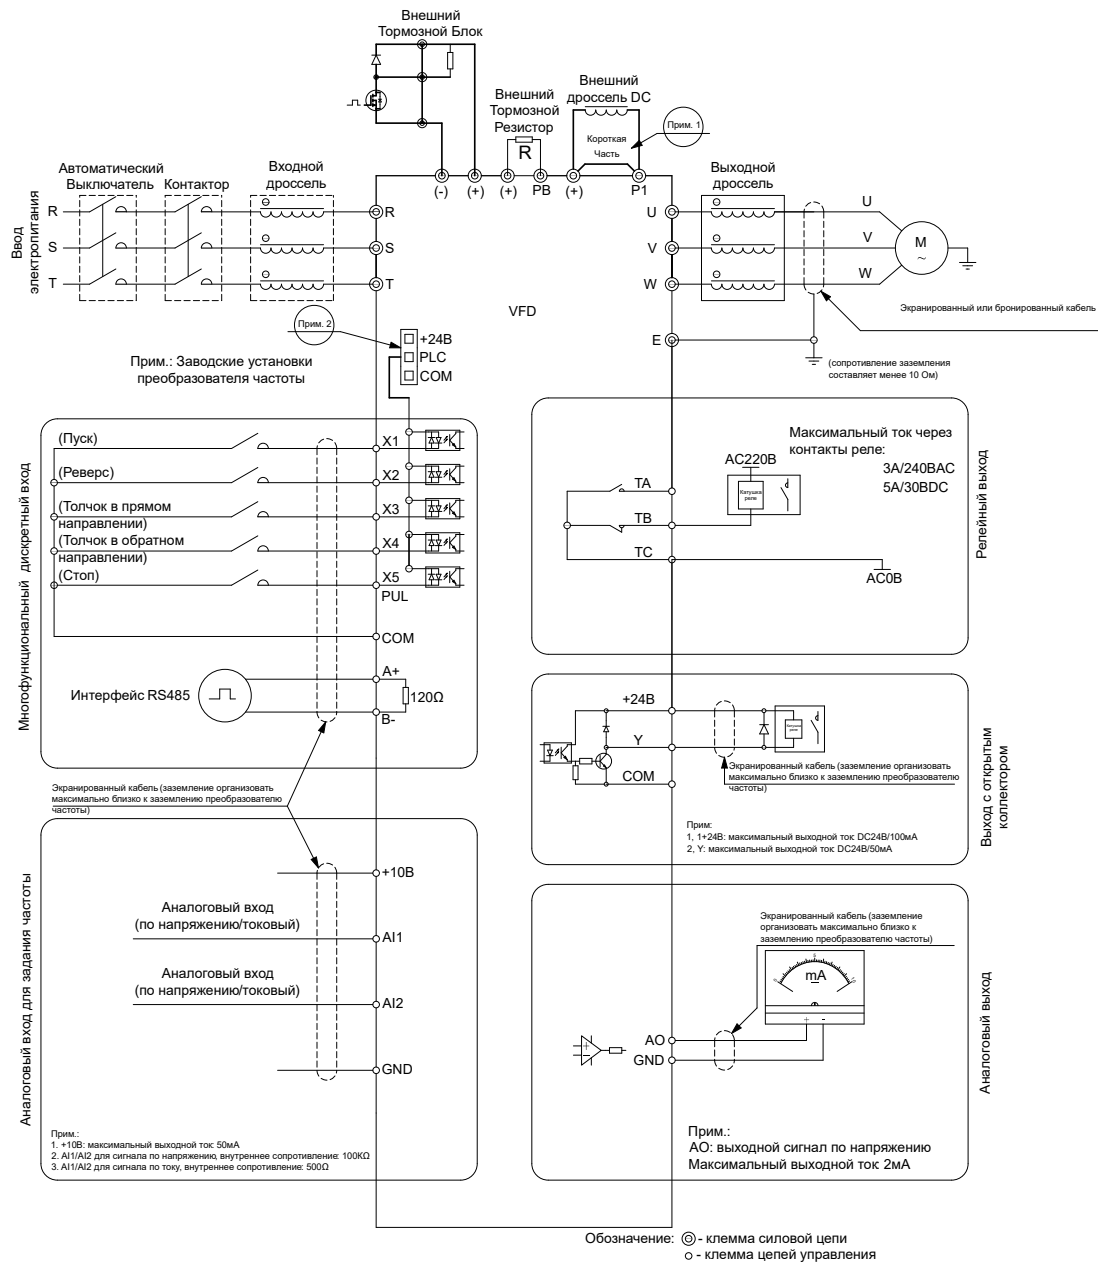 Внешний
Тормозной Блок
Внешний
Тормозной
Резистор
R
Внешний
дроссель DC
Короткая
Часть
Прим. 1
(-)
(+)
(+)
PB
(+)
P1
Автоматический
Выключатель
Контактор
Входной
дроссель
Выходной
дроссель
Ввод
электропитания
R
S
T
R
S
T
U
V
W
U
V
W
M
~
VFD
E
Экранированный или бронированный кабель
(сопротивление заземления
составляет менее 10 Ом)
Прим. 2
+24В
PLC
COM
Прим.: Заводские установки
преобразователя частоты
Многофункциональный дискретный вход
(Пуск)
X1
(Реверс)
X2
(Толчок в прямом
направлении)
X3
(Толчок в обратном
направлении)
X4
(Стоп)
X5
PUL
COM
Интерфейс RS485
A+
120Ω
B-
Экранированный кабель (заземление организовать
максимально близко к заземлению преобразователю
частоты)
Аналоговый вход для задания частоты
+10В
Аналоговый вход
(по напряжению/токовый)
AI1
Аналоговый вход
(по напряжению/токовый)
AI2
GND
Прим.:
1. +10В: максимальный выходной ток: 50мА
2. AI1/AI2 для сигнала по напряжению, внутреннее сопротивление: 100KΩ
3. AI1/AI2 для сигнала по току, внутреннее сопротивление: 500Ω
Релейный выход
Максимальный ток через
контакты реле:
3A/240BAC
5A/30BDC
AC220В
Катушка
реле
TA
TB
TC
AC0В
Выход с открытым
коллектором
+24В
Y
COM
Катушка
реле
Экранированный кабель (заземление организовать
максимально близко к заземлению преобразователю
частоты)
Прим:
1, 1+24В: максимальный выходной ток: DC24В/100мА
2, Y: максимальный выходной ток: DC24В/50мА
Аналоговый выход
Экранированный кабель (заземление
организовать максимально близко к
заземлению преобразователю частоты)
0
5
10
mA
+
-
AO
GND
Прим.:
АО: выходной сигнал по напряжению
Максимальный выходной ток: 2мА
Обозначение: - клемма силовой цепи
- клемма цепей управления